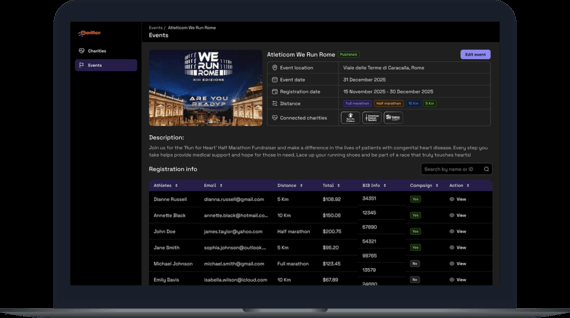 Charities
Events
Events / Atleticom We Run Rome
Events
WE
RUN
ROME
ARE YOU
READY?
Atleticom We Run Rome Published
Edit event
Event location Viale delle Terme di Caracalla, Rome
Event date 31 December 2025
Registration date 15 November - 30 December 2025
Distance Full marathon Half marathon 10 Km 5 Km
Connected charities
Description:
Join us for the 'Run for Heart' Half Marathon Fundraiser and make a difference in the lives of patients with congenital heart disease. Every step you
take helps provide medical support and hope for those in need. Lace up your running shoes and be part of a race that truly touches hearts!
Registration info
Search by name or ID
Athletes Email Distance Total BIB Info Campaign Action
Dianne Russell dianna.russell@gmail.com 5 Km $108.92 34351 Yes View
Annette Black annette.black@hotmail.co... 10 Km $150.06 12345 Yes View
John Doe james.taylor@yahoo.com Half marathon $200.75 67890 Yes View
Jane Smith sophia.johnson@outlook... 5 Km $95.20 54321 Yes View
Michael Johnson michael.smith@gmail.com Full marathon $123.45 98765 No View
Emily Davis isabella.wilson@icloud.com 10 Km $67.89 13579 No View